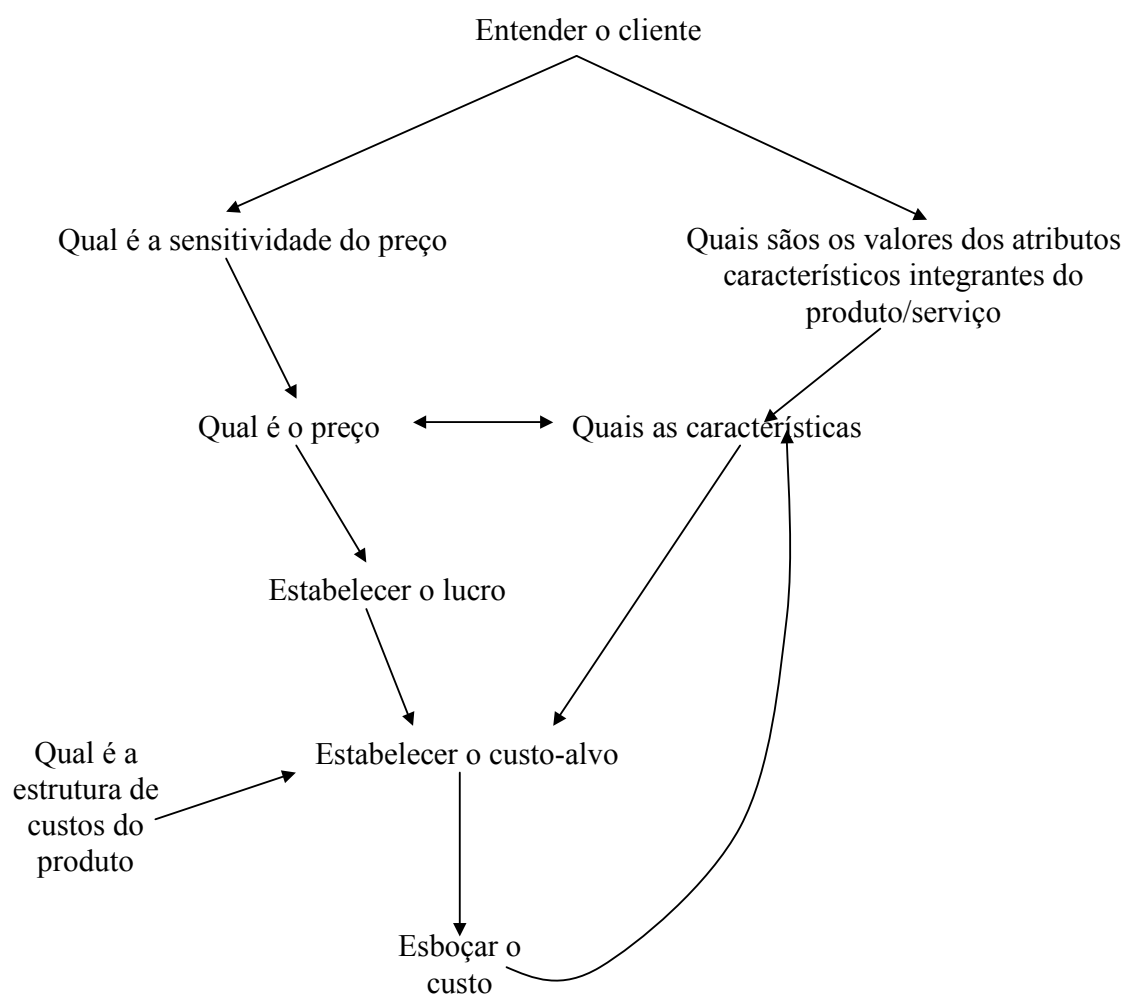 Entender o cliente
Qual é a sensitividade do preço
Quais sãos os valores dos atributos
característicos integrantes do
produto/serviço
Qual é o preço
Quais as características
Estabelecer o lucro
Estabelecer o custo-alvo
Qual é a
estrutura de
custos do
produto
Esboçar o
custo